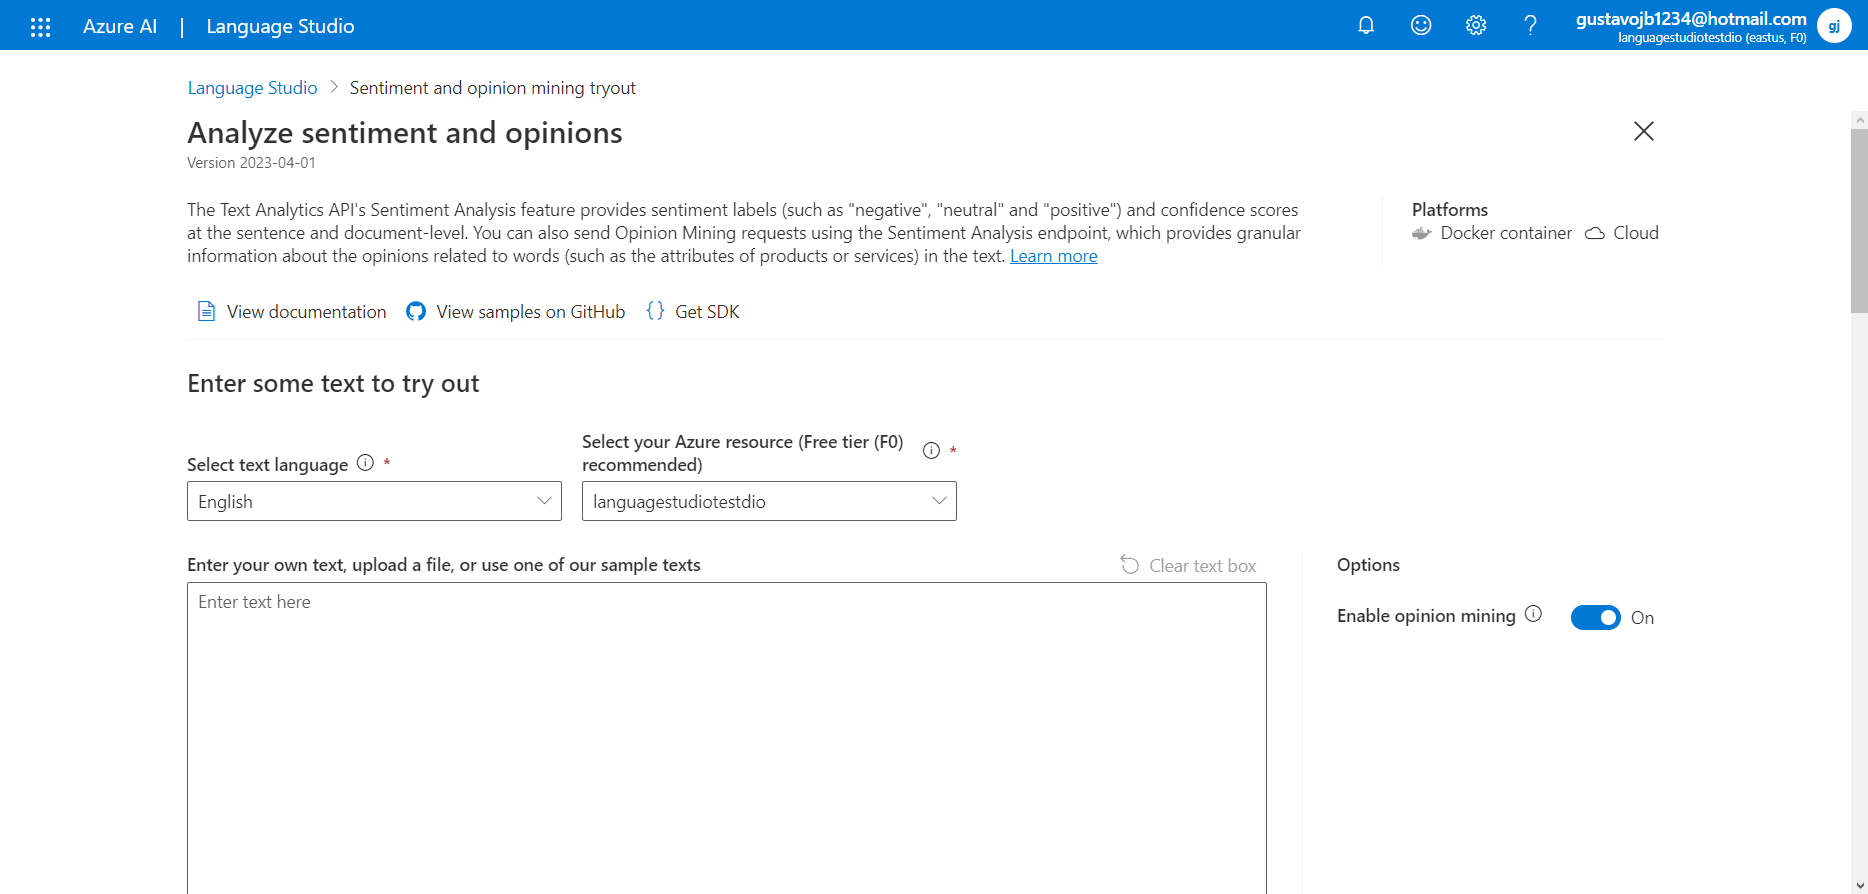 Azure AI | Language Studio
gustavojb1234@hotmail.com
languagestudiotestdio (eastus, F0)
gj
Language Studio > Sentiment and opinion mining tryout
Analyze sentiment and opinions
Version 2023-04-01
The Text Analytics API's Sentiment Analysis feature provides sentiment labels (such as "negative", "neutral" and "positive") and confidence scores
at the sentence and document-level. You can also send Opinion Mining requests using the Sentiment Analysis endpoint, which provides granular
information about the opinions related to words (such as the attributes of products or services) in the text. Learn more
Platforms
Docker container Cloud
View documentation View samples on GitHub {} Get SDK
Enter some text to try out
Select text language *
English
Select your Azure resource (Free tier (F0)
recommended) *
languagestudiotestdio
Enter your own text, upload a file, or use one of our sample texts
Clear text box
Enter text here
Options
Enable opinion mining On